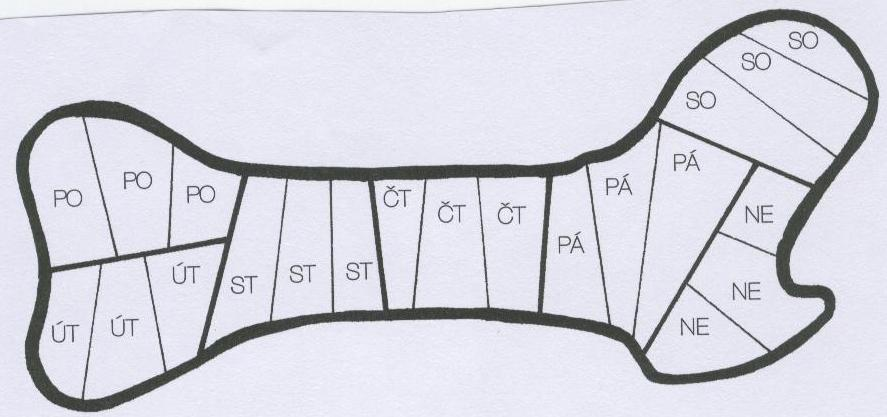 PO PO PO
ÚT ÚT ÚT
ST ST ST
ČT ČT ČT
PÁ PÁ PÁ
SO SO SO
NE NE NE